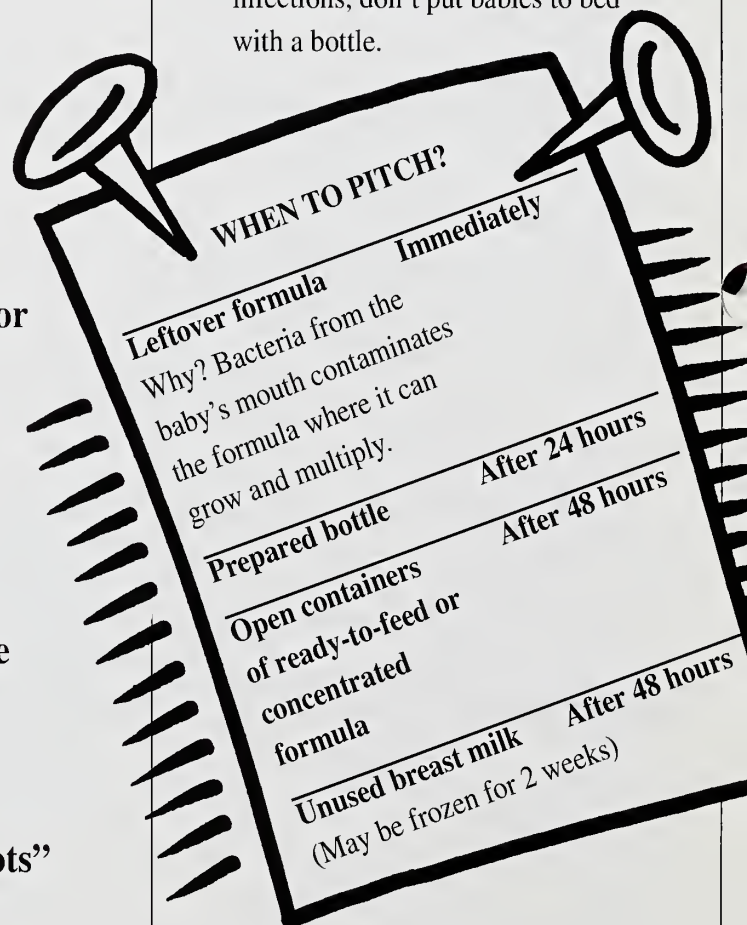 infections, don't put babies to bed
with a bottle.
WHEN TO PITCH?
Leftover formula Immediately
Why? Bacteria from the
baby's mouth contaminates
the formula where it can
grow and multiply.
Prepared bottle After 24 hours
Open containers After 48 hours
of ready-to-feed or
concentrated
formula
Unused breast milk After 48 hours
(May be frozen for 2 weeks)